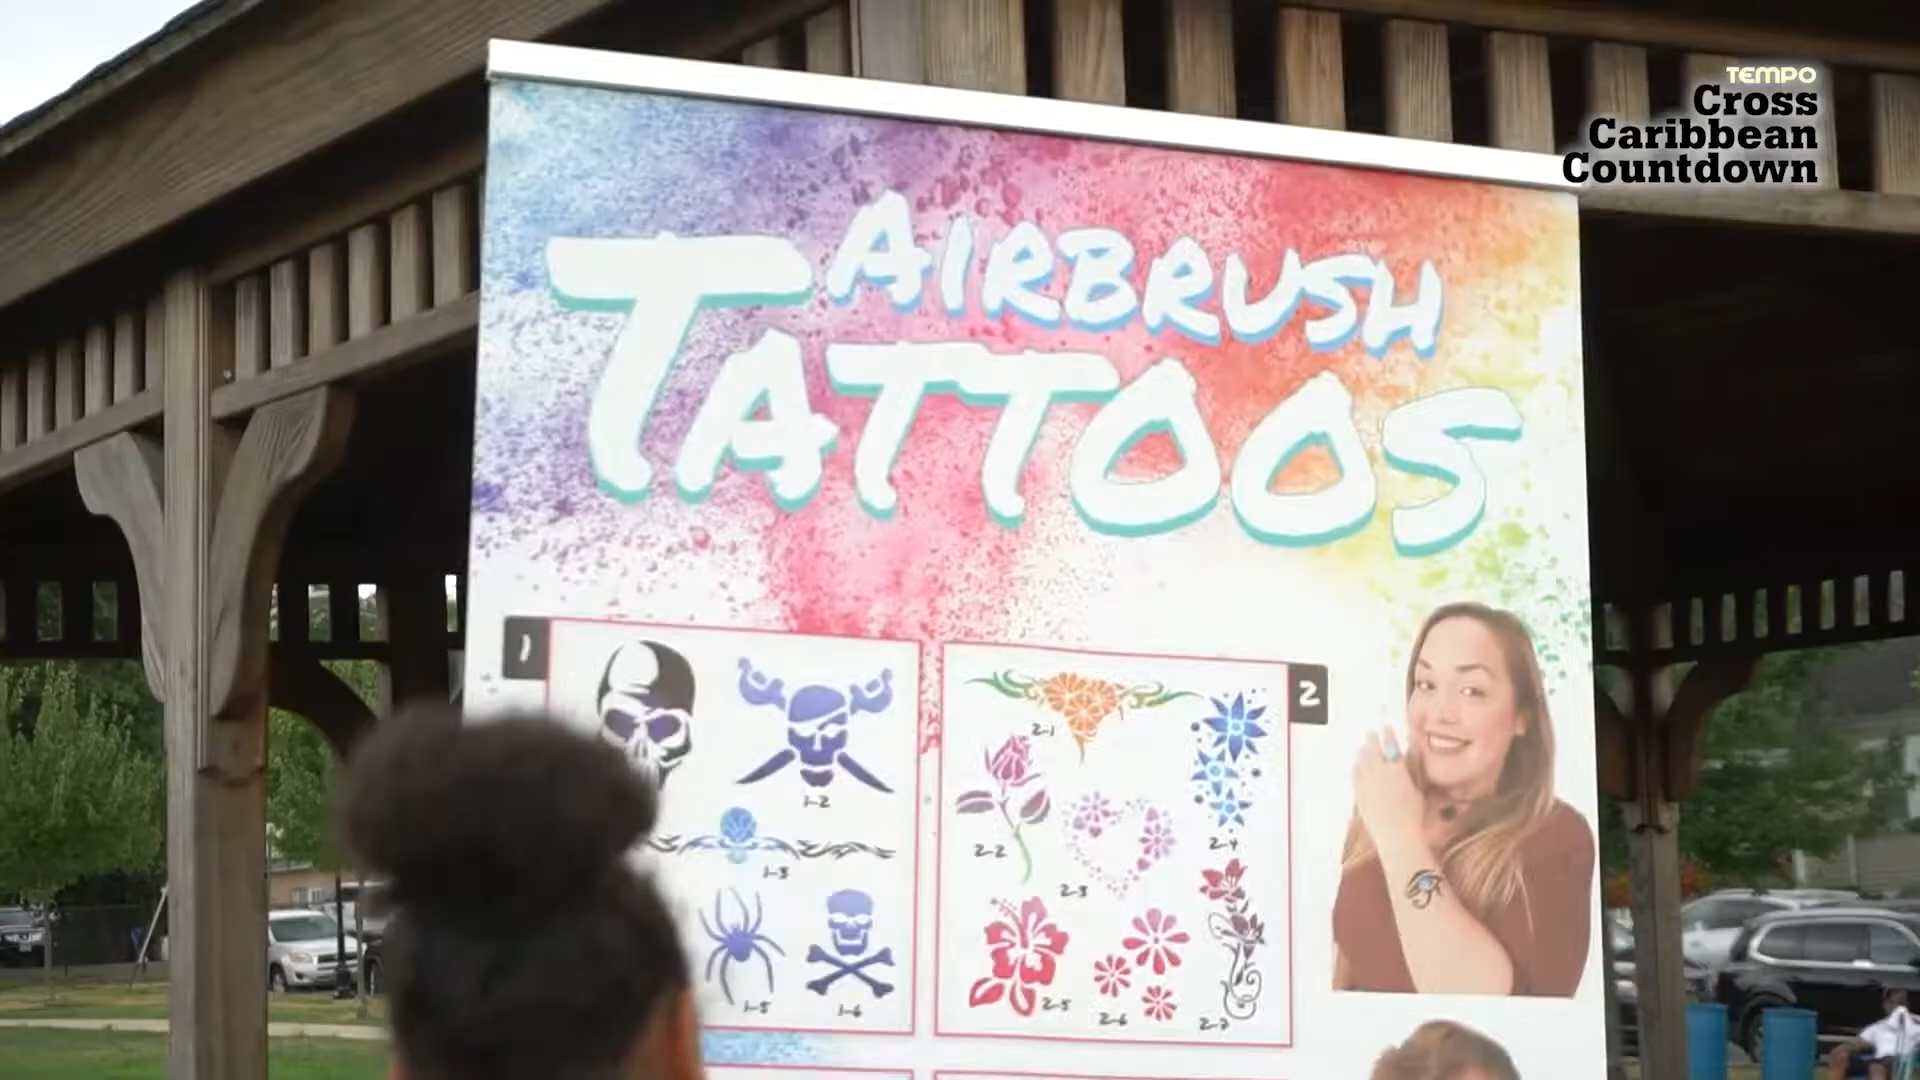 TEMPO
Cross
Caribbean
Countdown
AIRBRUSH
TATTOOS
1
2
1-2
1-3
1-5
1-6
2-1
2-2
2-3
2-4
2-5
2-6
2-7